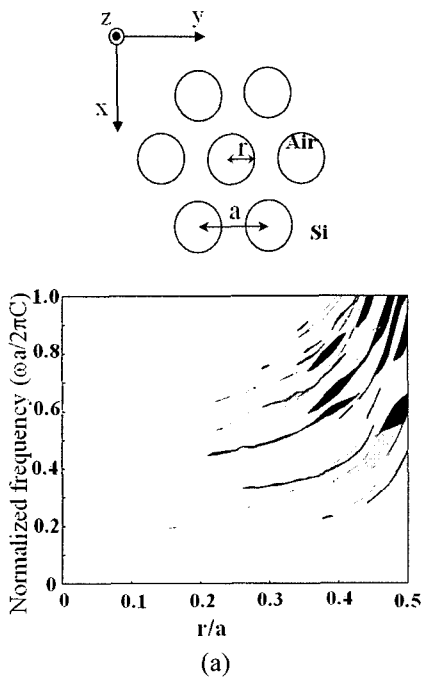 z
y
x
r
Air
a
Si
Normalized frequency (ωa/2πC)
1.0
0.8
0.6
0.4
0.2
0
0
0.1
0.2
0.3
0.4
0.5
r/a
(a)